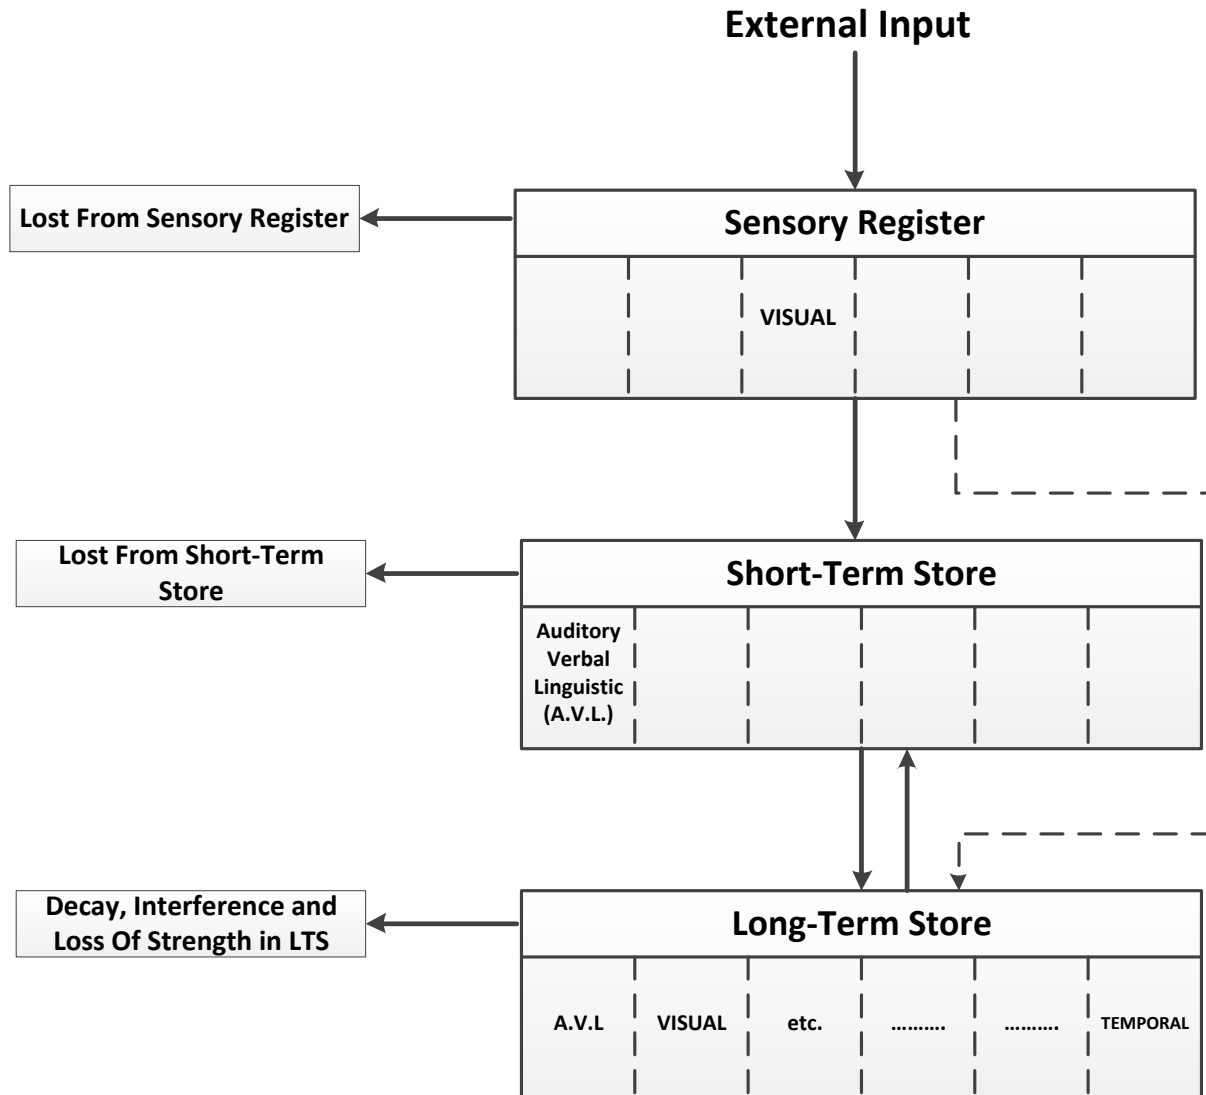 External Input
Lost From Sensory Register
Sensory Register
VISUAL
Lost From Short-Term
Store
Short-Term Store
Auditory
Verbal
Linguistic
(A.V.L.)
Decay, Interference and
Loss Of Strength in LTS
Long-Term Store
A.V.L VISUAL etc. .......... .......... TEMPORAL